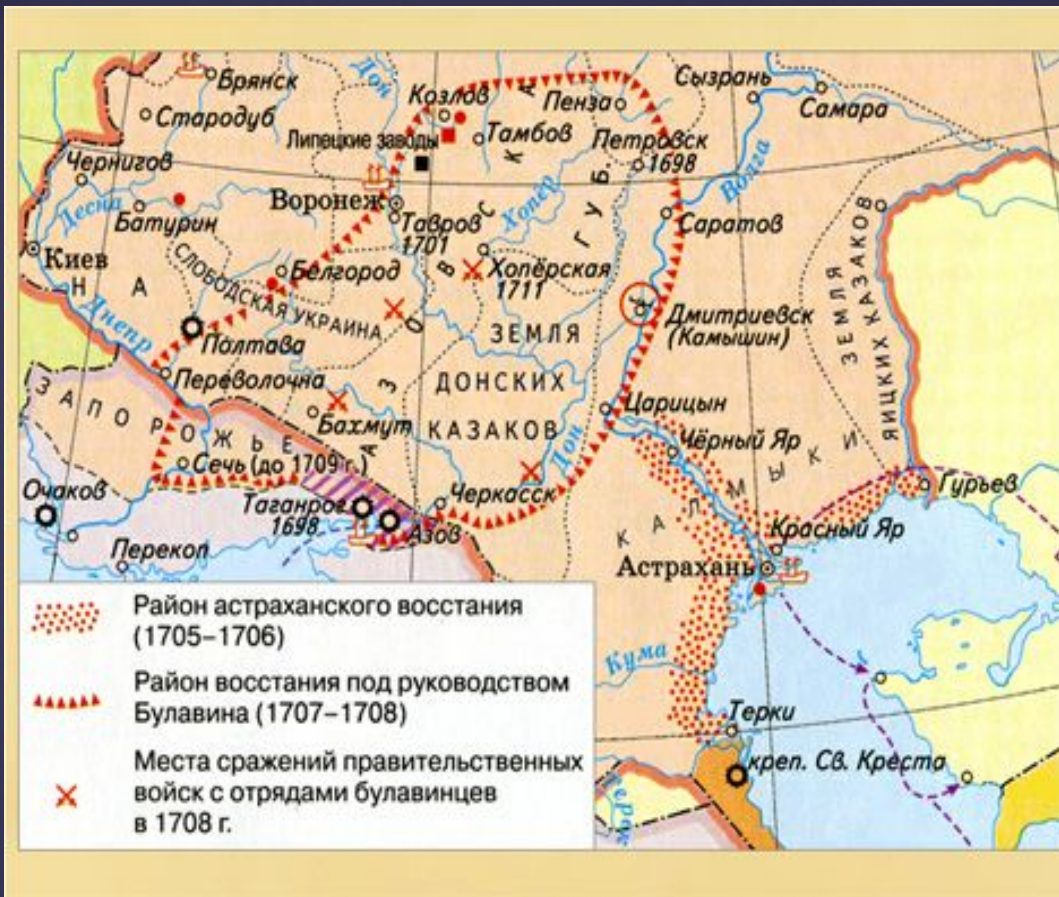 Брянск
Стародуб
Чернигов
Десна
Батурин
Киев
Н А
Днепр
СЛОБОДСКАЯ УКРАИНА
Полтава
Белгород
Переволочна
ЗАПОРОЖЬЕ
Сечь (до 1709 г.)
Очаков
Перекоп
Таганрог
1698
Азов
Бахмут
Черкасск
Дон
Козлов
Липецкие заводы
Тамбов
Пенза
Петровск
1698
Сызрань
Самара
Волга
Воронеж
Тавров
1701
Хопёр
Хопёрская
1711
А З О В С К А
Г У Б
Саратов
Дмитриевск
(Камышин)
ЗЕМЛЯ
ДОНСКИХ
КАЗАКОВ
Дон
Царицын
Чёрный Яр
КАЛМЫКИ
ЗЕМЛЯ
ЯИЦКИХ КАЗАКОВ
Гурьев
Красный Яр
Астрахань
Кума
Терки
креп. Св. Креста
Район астраханского восстания
(1705–1706)
Район восстания под руководством
Булавина (1707–1708)
Места сражений правительственных
войск с отрядами булавинцев
в 1708 г.